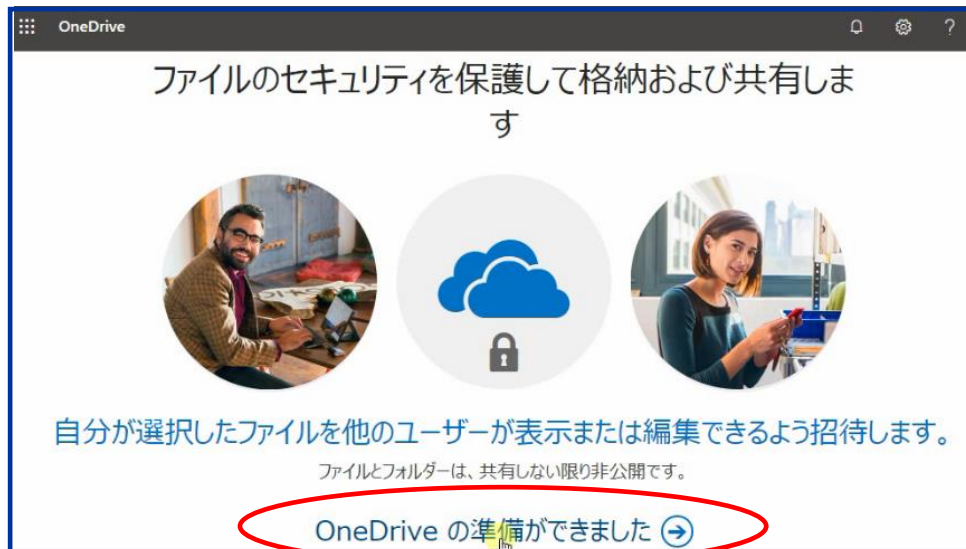 OneDrive
?
ファイルのセキュリティを保護して格納および共有しま
す
自分が選択したファイルを他のユーザーが表示または編集できるよう招待します。
ファイルとフォルダーは、共有しない限り非公開です。
OneDrive の準備ができました